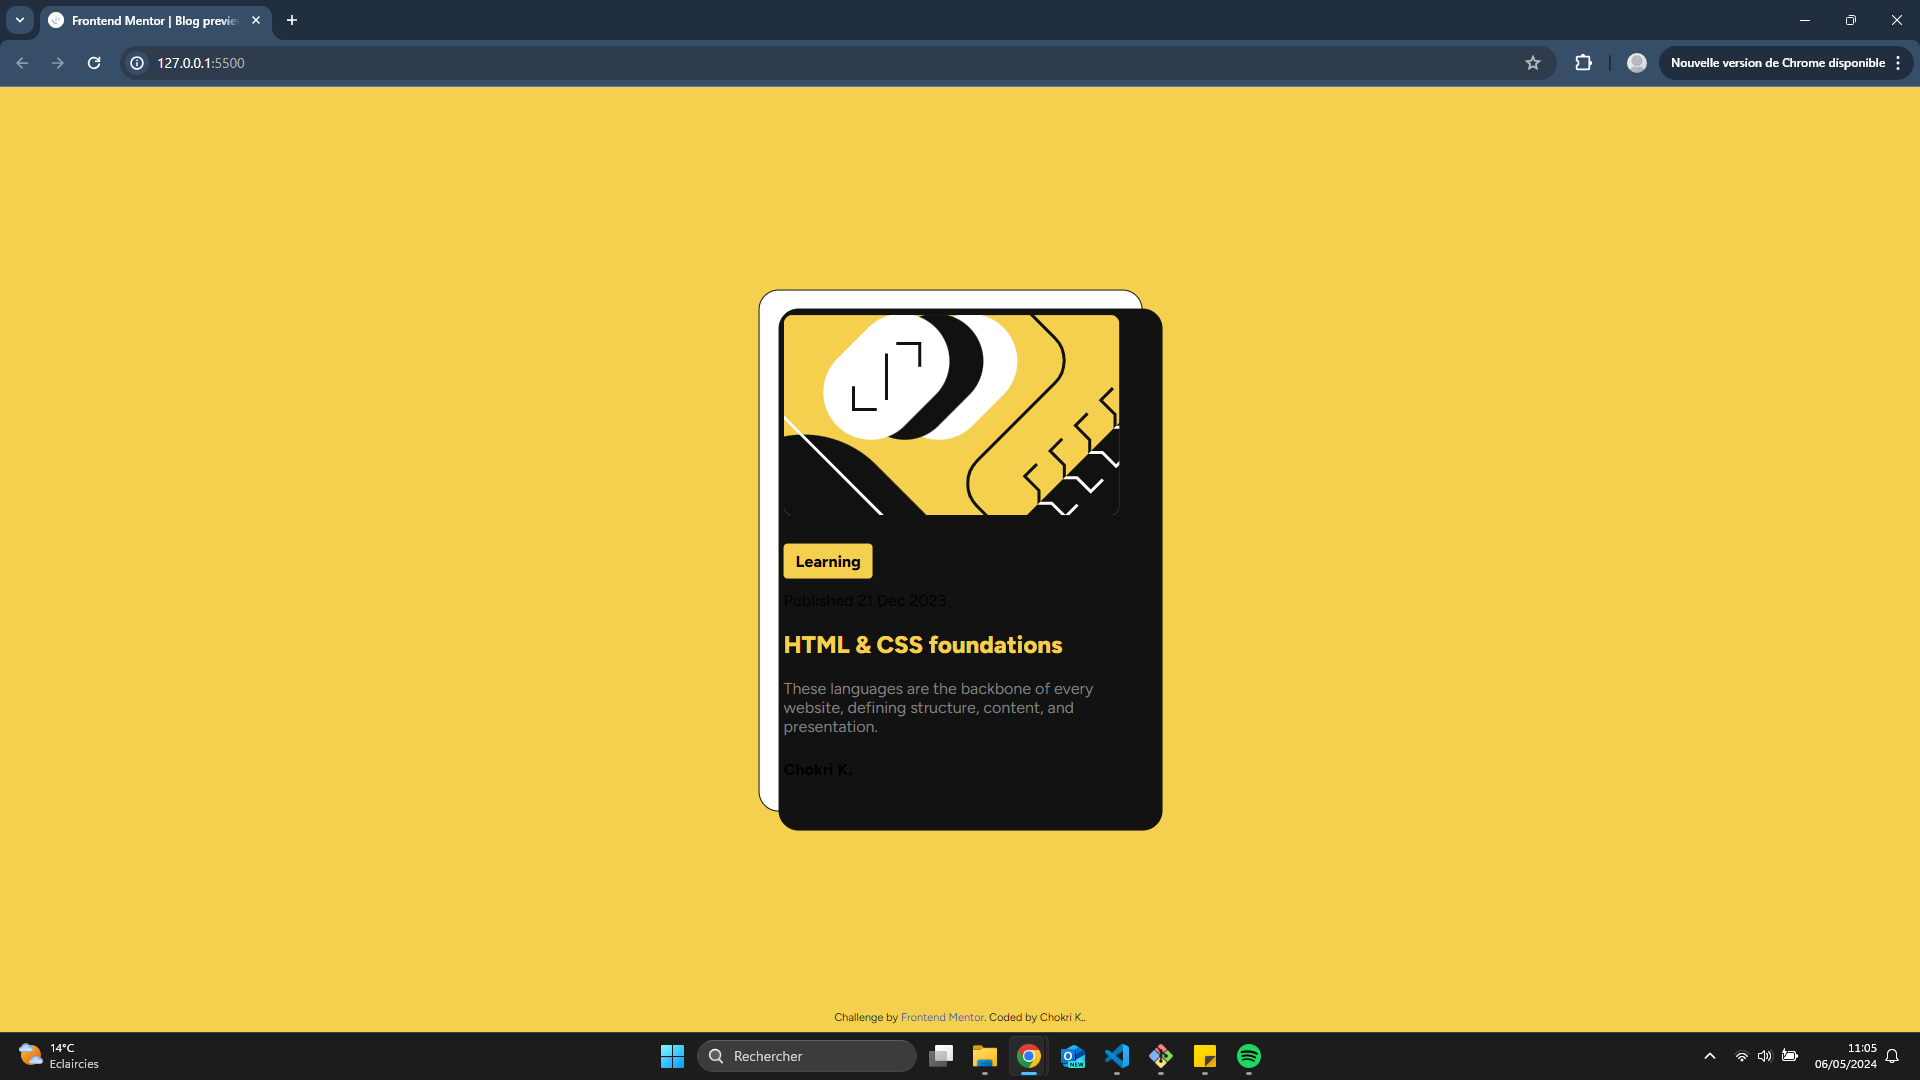 Frontend Mentor | Blog previe
127.0.0.1:5500
Nouvelle version de Chrome disponible
Learning
Published 21 Dec 2023
HTML & CSS foundations
These languages are the backbone of every
website, defining structure, content, and
presentation.
Chokri K.
Challenge by Frontend Mentor. Coded by Chokri K..
14°C
Eclaircies
Rechercher
NEW
11:05
06/05/2024